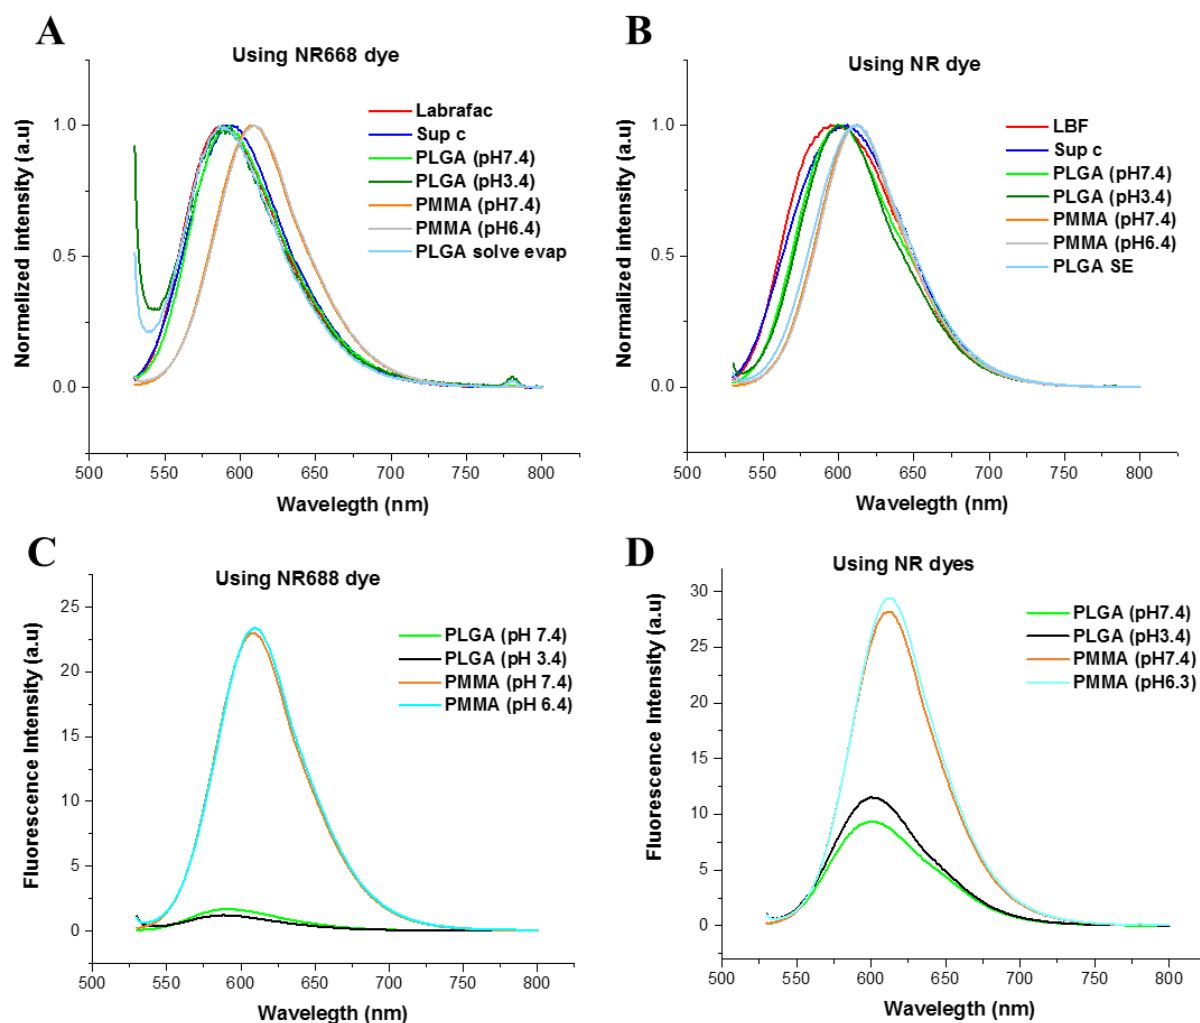 A
Using NR668 dye
Labrafac
Sup c
PLGA (pH7.4)
PLGA (pH3.4)
PMMA (pH7.4)
PMMA (pH6.4)
PLGA solve evap
Normelized intensity (a.u)
1.0
0.5
0.0
500 550 600 650 700 750 800
Wavelegth (nm)
B
Using NR dye
LBF
Sup c
PLGA (pH7.4)
PLGA (pH3.4)
PMMA (pH7.4)
PMMA (pH6.4)
PLGA SE
Normalized intensity (a.u)
1.0
0.5
0.0
500 550 600 650 700 750 800
Wavelegth (nm)
C
Using NR688 dye
PLGA (pH 7.4)
PLGA (pH 3.4)
PMMA (pH 7.4)
PMMA (pH 6.4)
Fluorescence Intensity (a.u)
25
20
15
10
5
0
500 550 600 650 700 750 800
Wavelegth (nm)
D
Using NR dyes
PLGA (pH7.4)
PLGA (pH3.4)
PMMA (pH7.4)
PMMA (pH6.3)
Fluorescence Intensity (a.u)
30
25
20
15
10
5
0
500 550 600 650 700 750 800
Wavelegth (nm)